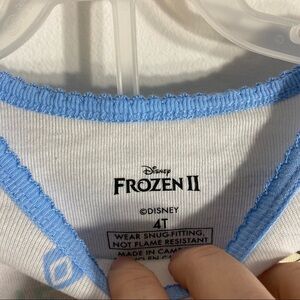 Disney
FROZEN II
©DISNEY
4T
WEAR SNUG-FITTING,
NOT FLAME RESISTANT
MADE IN